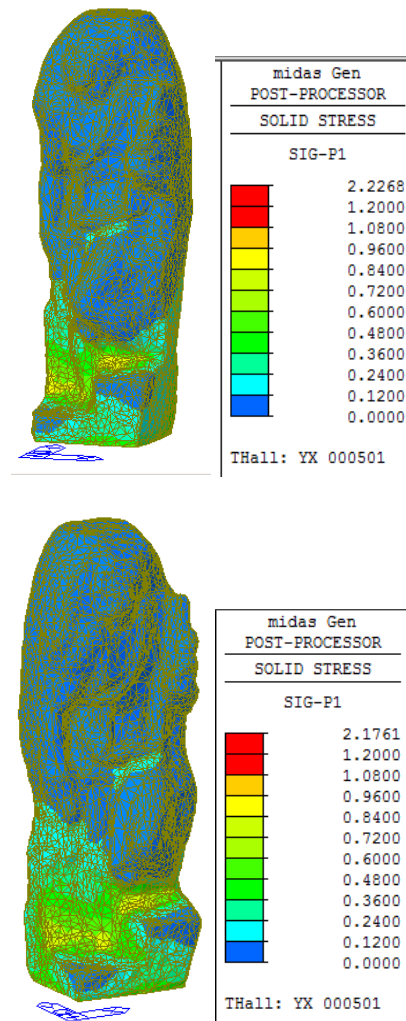 midas Gen
POST-PROCESSOR
SOLID STRESS
SIG-P1
2.2268
1.2000
1.0800
0.9600
0.8400
0.7200
0.6000
0.4800
0.3600
0.2400
0.1200
0.0000
THall: YX 000501
midas Gen
POST-PROCESSOR
SOLID STRESS
SIG-P1
2.1761
1.2000
1.0800
0.9600
0.8400
0.7200
0.6000
0.4800
0.3600
0.2400
0.1200
0.0000
THall: YX 000501